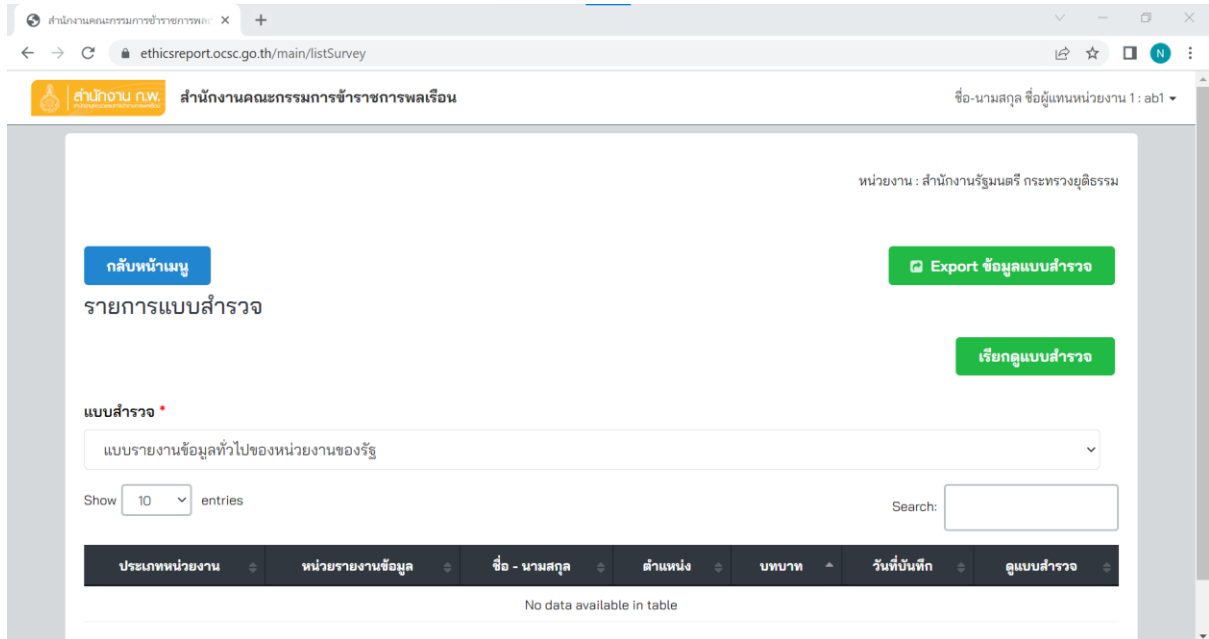 สำนักงานคณะกรรมการข้าราชการพลเ
ethicsreport.ocsc.go.th/main/listSurvey
N
สำนักงาน ก.พ. สำนักงานคณะกรรมการข้าราชการพลเรือน ชื่อ-นามสกุล ชื่อผู้แทนหน่วยงาน 1 : ab1
หน่วยงาน : สำนักงานรัฐมนตรี กระทรวงยุติธรรม
กลับหน้าเมนู Export ข้อมูลแบบสำรวจ
รายการแบบสำรวจ
เรียกดูแบบสำรวจ
แบบสำรวจ *
แบบรายงานข้อมูลทั่วไปของหน่วยงานของรัฐ
Show 10 entries Search:
ประเภทหน่วยงาน หน่วยรายงานข้อมูล ชื่อ - นามสกุล ตำแหน่ง บทบาท วันที่บันทึก ดูแบบสำรวจ
No data available in table